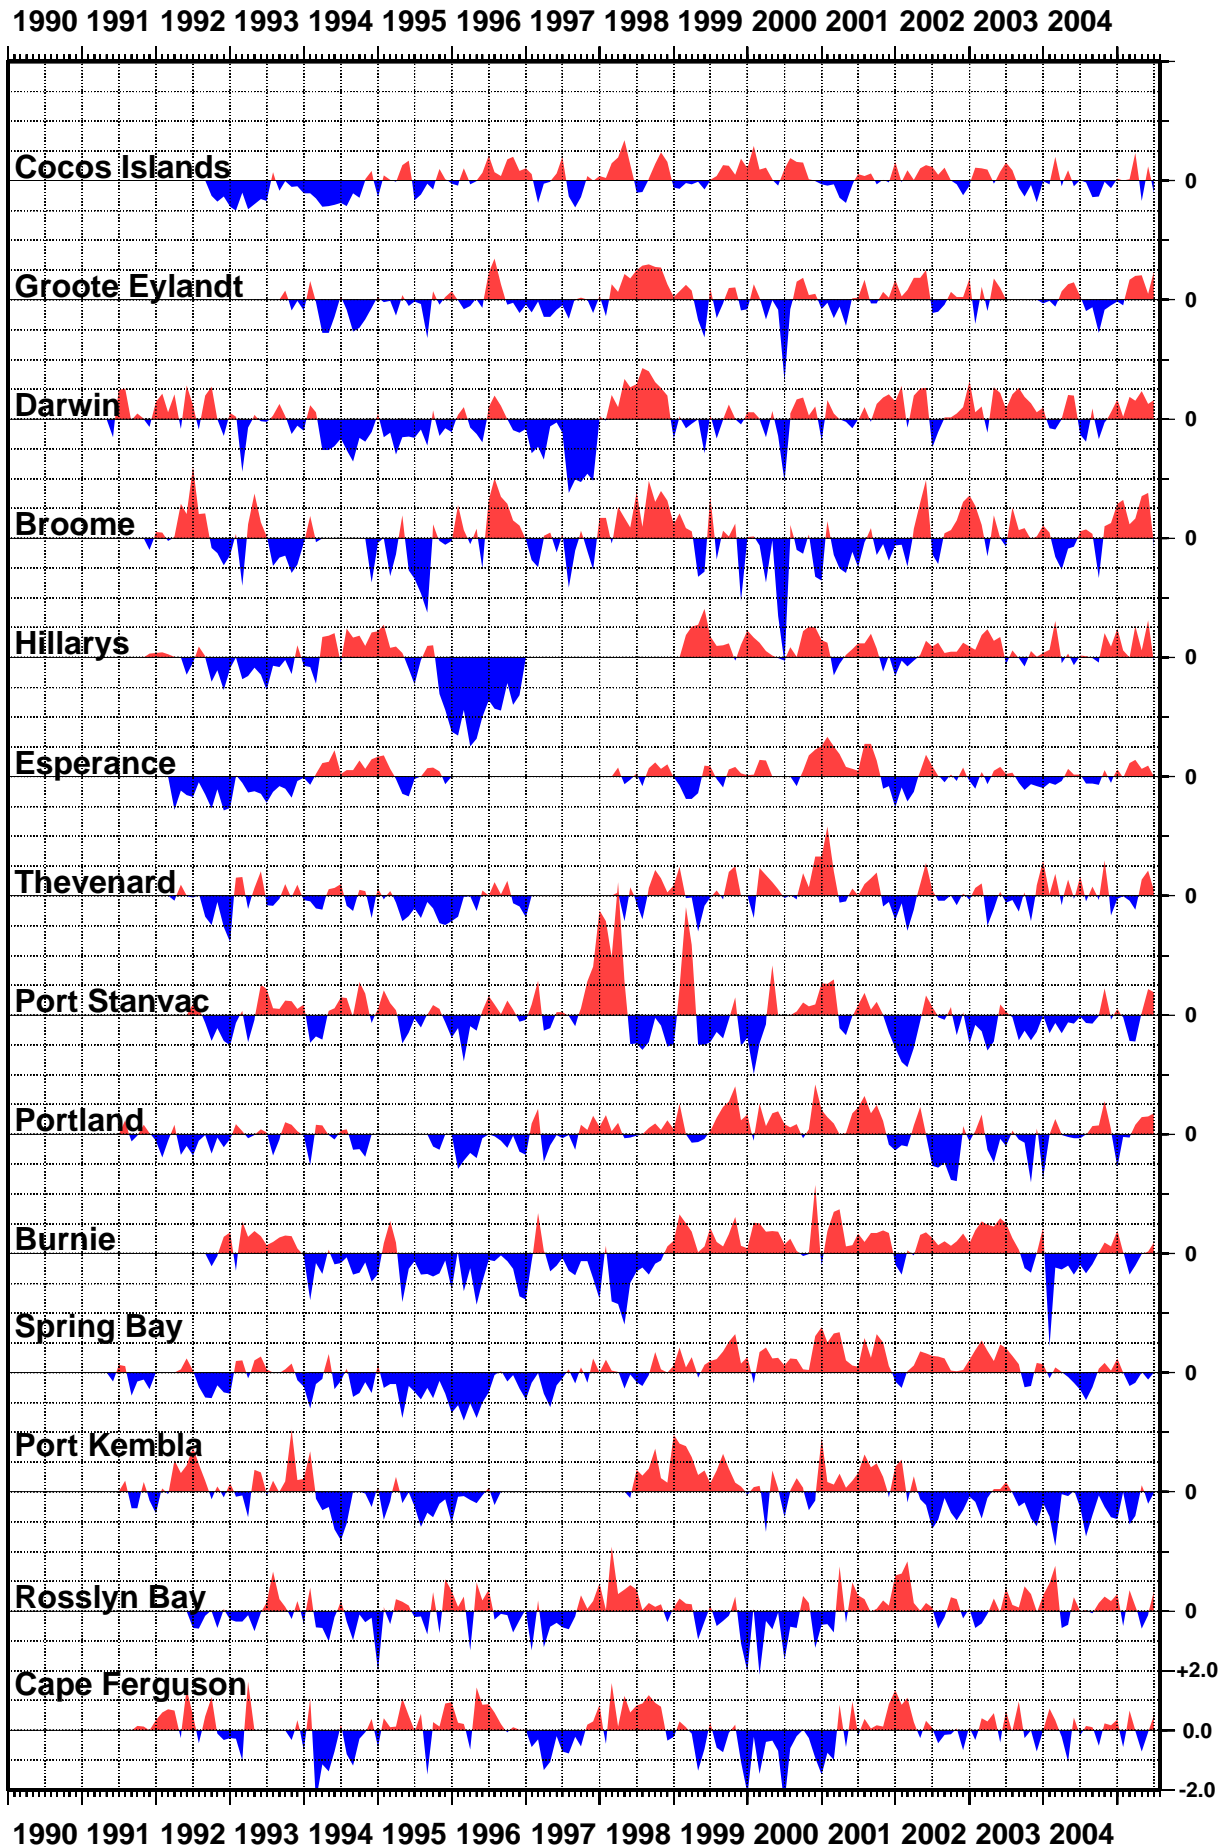 1990 1991 1992 1993 1994 1995 1996 1997 1998 1999 2000 2001 2002 2003 2004
Cocos Islands 0
Groote Eylandt 0
Darwin 0
Broome 0
Hillarys 0
Esperance 0
Thevenard 0
Port Stanvac 0
Portland 0
Burnie 0
Spring Bay 0
Port Kembla 0
Rosslyn Bay 0
+2.0
Cape Ferguson 0.0
-2.0
1990 1991 1992 1993 1994 1995 1996 1997 1998 1999 2000 2001 2002 2003 2004